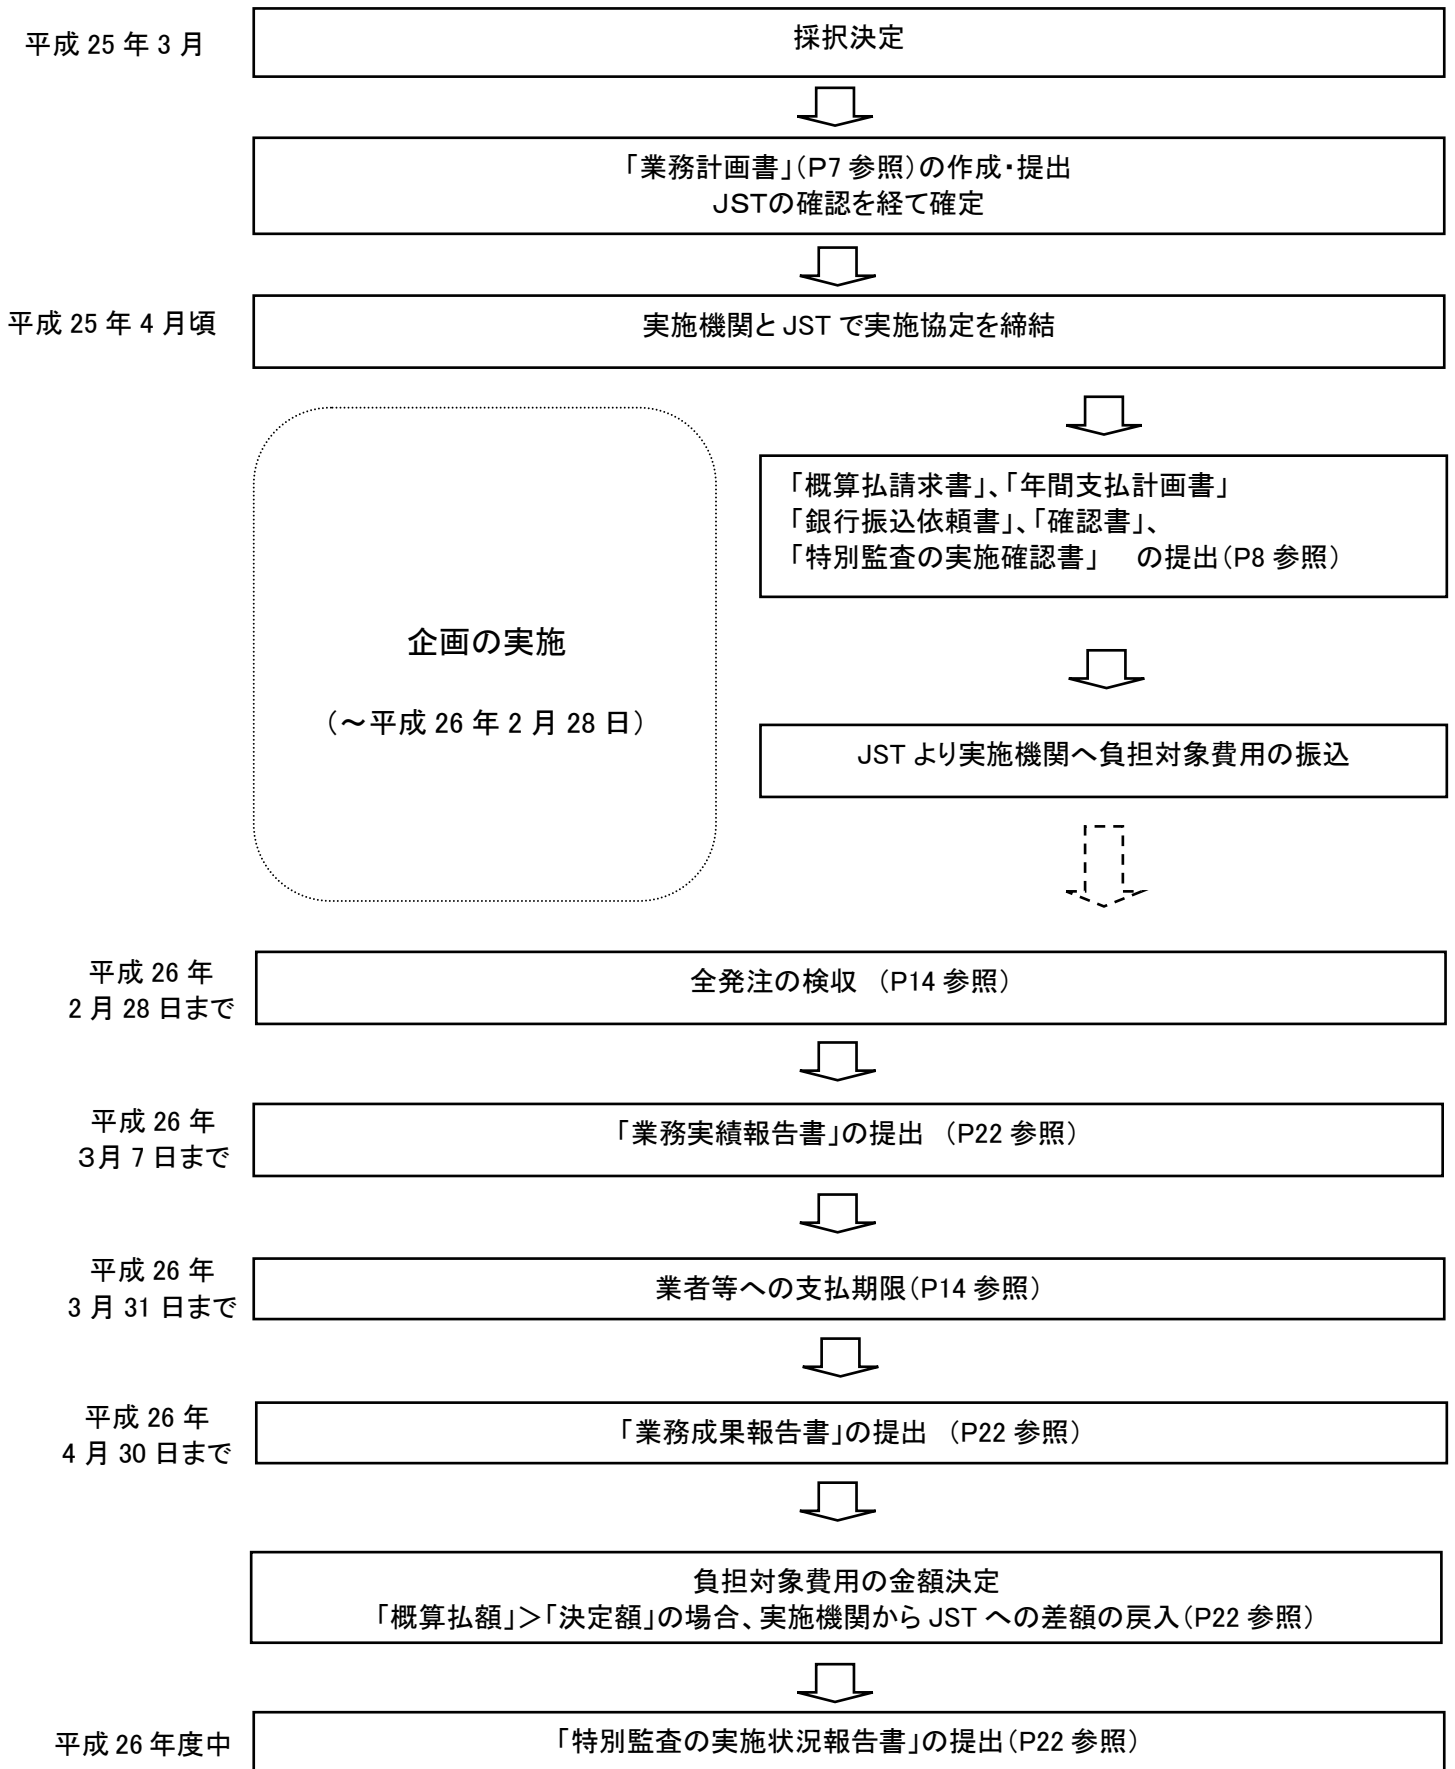 平成 25 年 3 月
採択決定
「業務計画書」（P7 参照）の作成・提出
JSTの確認を経て確定
平成 25 年 4 月頃
実施機関と JST で実施協定を締結
「概算払請求書」、「年間支払計画書」
「銀行振込依頼書」、「確認書」、
「特別監査の実施確認書」　の提出（P8 参照）
企画の実施
（～平成 26 年 2 月 28 日）
JST より実施機関へ負担対象費用の振込
平成 26 年
2 月 28 日まで
全発注の検収 （P14 参照）
平成 26 年
３月 7 日まで
「業務実績報告書」の提出 （P22 参照）
平成 26 年
3 月 31 日まで
業者等への支払期限（P14 参照）
平成 26 年
4 月 30 日まで
「業務成果報告書」の提出 （P22 参照）
負担対象費用の金額決定
「概算払額」＞「決定額」の場合、実施機関から JST への差額の戻入（P22 参照）
平成 26 年度中
「特別監査の実施状況報告書」の提出（P22 参照）